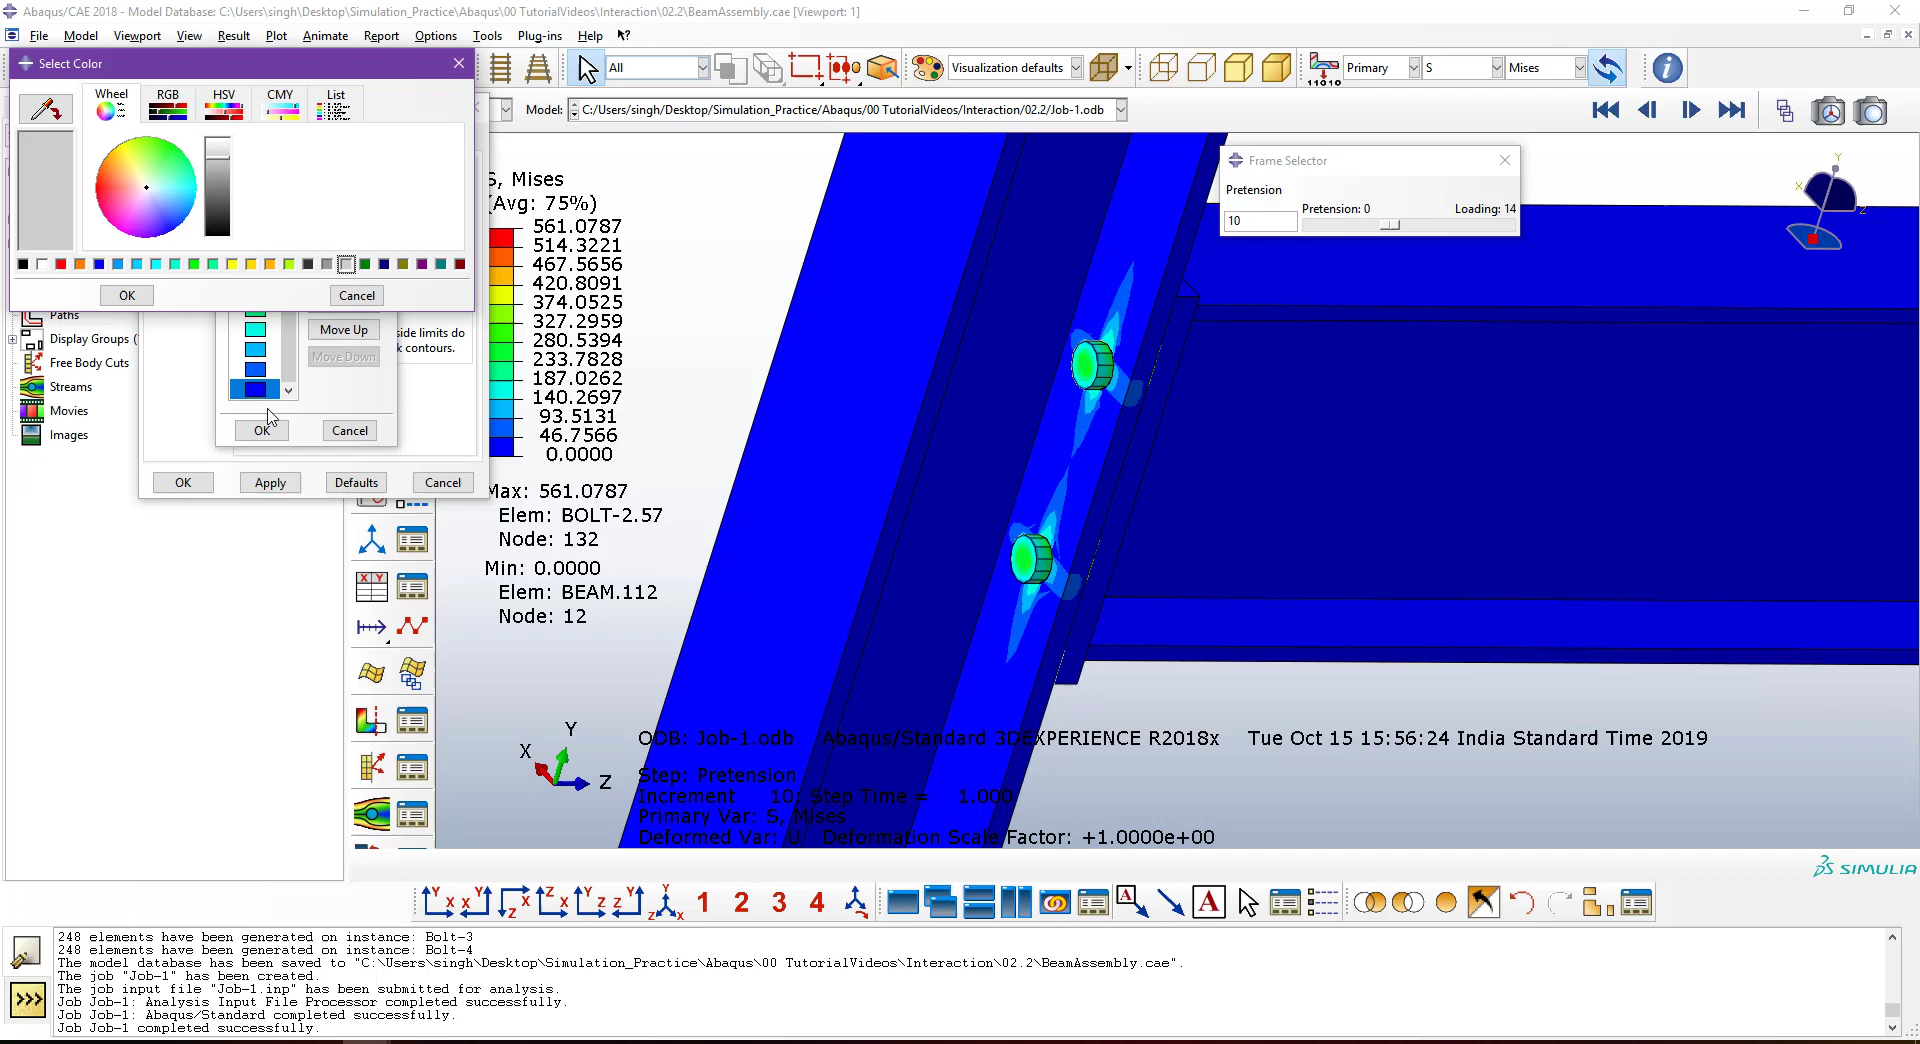 Abaqus/CAE 2018 - Model Database: C:\Users\singh\Desktop\Simulation_Practice\Abaqus\00 TutorialVideos\Interaction\02.2\BeamAssembly.cae [Viewport: 1]
File Model Viewport View Result Plot Animate Report Options Tools Plug-ins Help
Select Color
All
Visualization defaults
Primary
S
Mises
Wheel RGB HSV CMY List
Model: C:/Users/singh/Desktop/Simulation_Practice/Abaqus/00 TutorialVideos/Interaction/02.2/Job-1.odb
OK Cancel
Frame Selector
Pretension
Pretension: 0
Loading: 14
10
Paths
Display Groups (
Free Body Cuts
Streams
Movies
Images
Move Up
Move Down
side limits do
k contours.
OK Cancel
OK Apply Defaults Cancel
S, Mises
(Avg: 75%)
561.0787
514.3221
467.5656
420.8091
374.0525
327.2959
280.5394
233.7828
187.0262
140.2697
93.5131
46.7566
0.0000
Max: 561.0787
Elem: BOLT-2.57
Node: 132
Min: 0.0000
Elem: BEAM.112
Node: 12
Y
X
Z
Y
X
Z
ODB: Job-1.odb Abaqus/Standard 3DEXPERIENCE R2018x Tue Oct 15 15:56:24 India Standard Time 2019
Step: Pretension
Increment 10: Step Time = 1.000
Primary Var: S, Mises
Deformed Var: U Deformation Scale Factor: +1.0000e+00
SIMULIA
1 2 3 4
248 elements have been generated on instance: Bolt-3
248 elements have been generated on instance: Bolt-4
The model database has been saved to "C:\Users\singh\Desktop\Simulation_Practice\Abaqus\00 TutorialVideos\Interaction\02.2\BeamAssembly.cae".
The job "Job-1" has been created.
The job input file "Job-1.inp" has been submitted for analysis.
Job Job-1: Analysis Input File Processor completed successfully.
Job Job-1: Abaqus/Standard completed successfully.
Job Job-1 completed successfully.